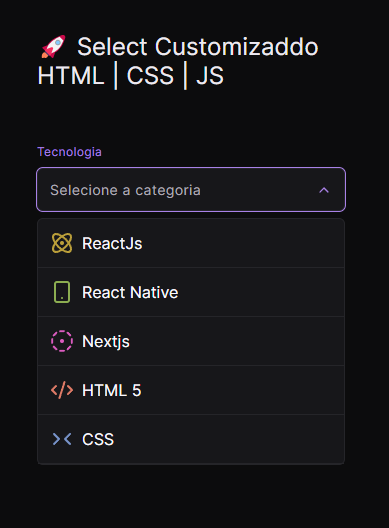 🚀 Select Customizaddo
HTML | CSS | JS
Tecnologia
Selecione a categoria
ReactJs
React Native
Nextjs
HTML 5
CSS